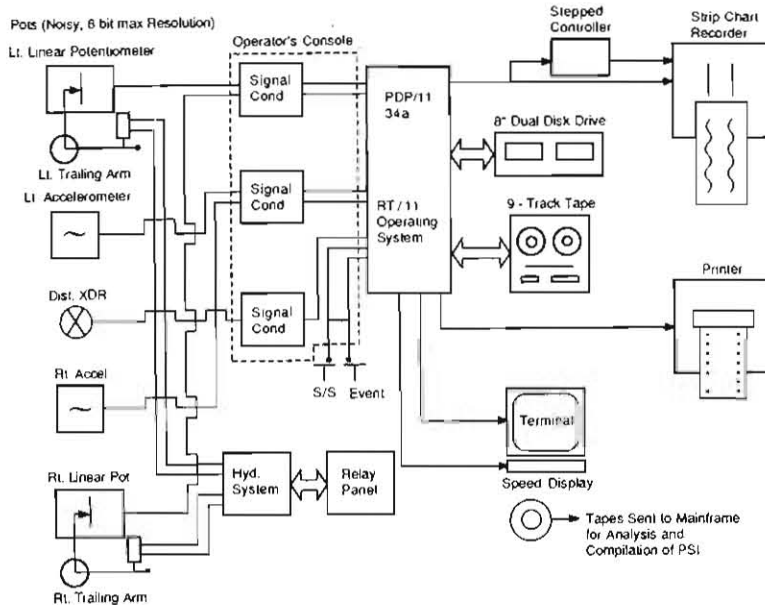 Pots (Noisy, 8 bit max Resolution)
Lt. Linear Potentiometer
Lt. Trailing Arm
Lt. Accelerometer
Dist. XDR
Rt. Accel
Rt. Linear Pot
Rt. Trailing Arm
Operator's Console
Signal
Cond
Signal
Cond
Signal
Cond
S/S
Event
Hyd.
System
Relay
Panel
PDP/11
34a
RT/11
Operating
System
Stepped
Controller
Strip Chart
Recorder
8" Dual Disk Drive
9 - Track Tape
Printer
Terminal
Speed Display
Tapes Sent to Mainframe
for Analysis and
Compilation of PSI